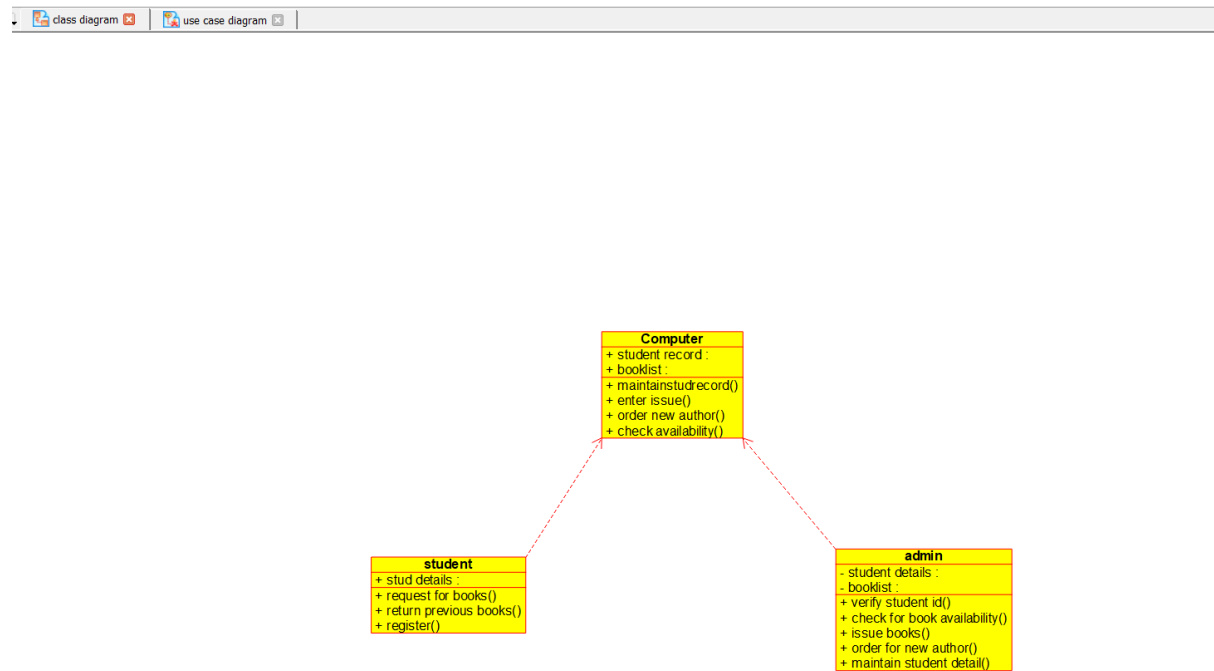 class diagram
use case diagram
Computer
+ student record :
+ booklist :
+ maintainstudrecord()
+ enter issue()
+ order new author()
+ check availability()
student
+ stud details :
+ request for books()
+ return previous books()
+ register()
admin
- student details :
- booklist :
+ verify student id()
+ check for book availability()
+ issue books()
+ order for new author()
+ maintain student detail()